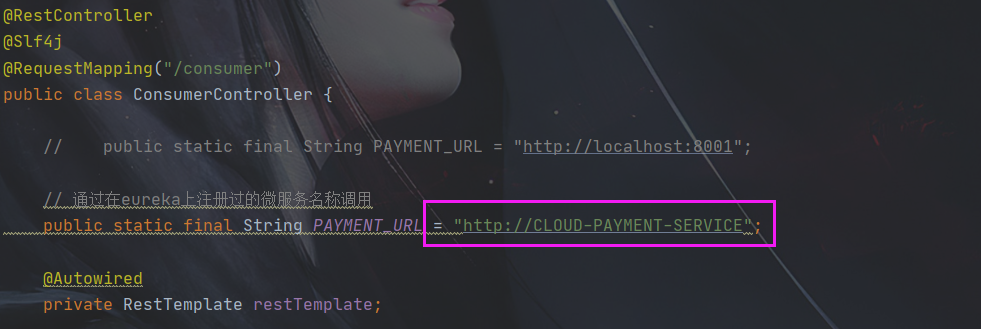 @RestController
@Slf4j
@RequestMapping("/consumer")
public class ConsumerController {
//    public static final String PAYMENT_URL = "http://localhost:8001";
// 通过在eureka上注册过的微服务名称调用
public static final String PAYMENT_URL = "http://CLOUD-PAYMENT-SERVICE";
@Autowired
private RestTemplate restTemplate;